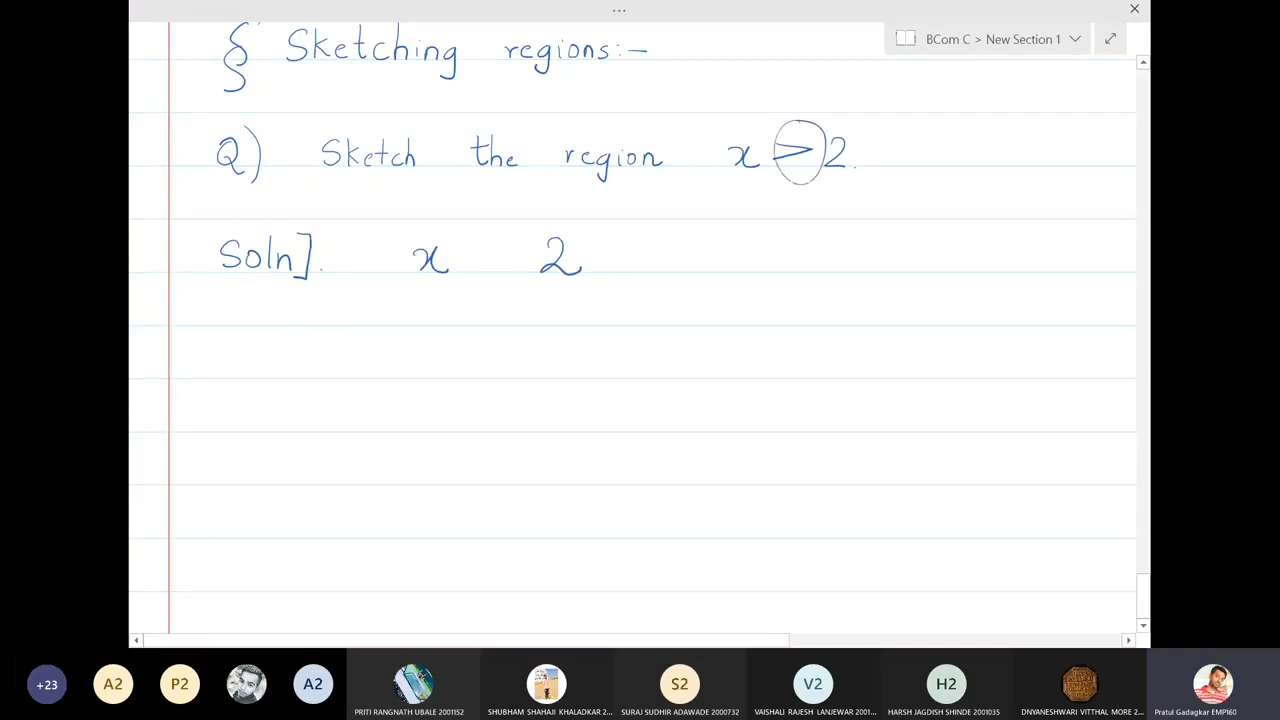 ...
BCom C > New Section 1
§ Sketching regions:-
Q) Sketch the region x > 2.
Soln]. x 2
+23 A2 P2 A2 S2 V2 H2
PRITI RANGNATH UBALE 2001152 SHUBHAM SHAHAJI KHALADKAR 2... SURAJ SUDHIR ADAWADE 2000732 VAISHALI RAJESH LANJEWAR 2001... HARSH JAGDISH SHINDE 2001035 DNYANESHWARI VITTHAL MORE 2... Pratul Gadagkar EMP160